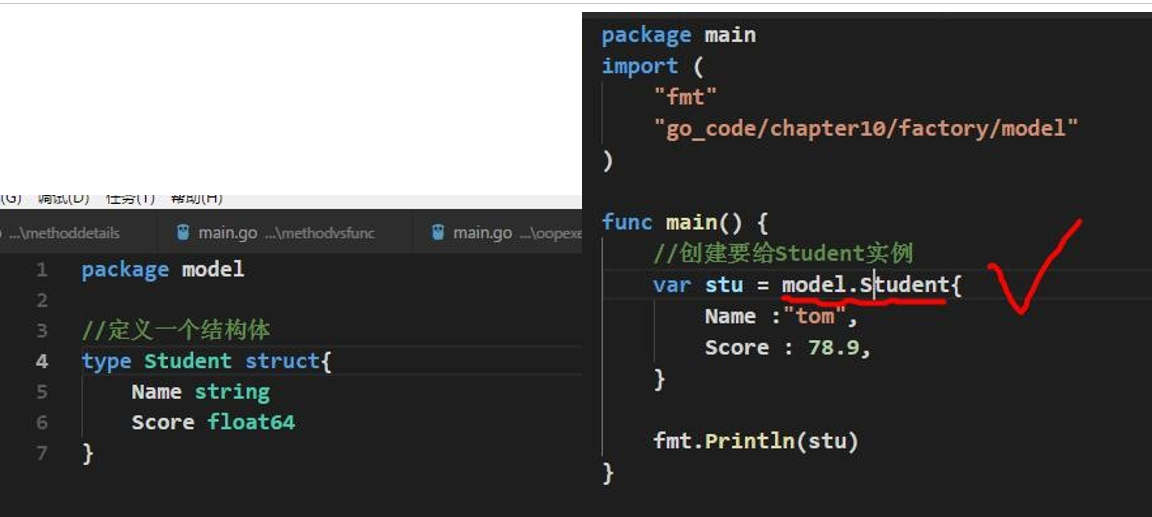 (G) 调试(D) 任务(T) 帮助(H)
...\methoddetails main.go ...\methodvsfunc main.go ...\oopexe
1 package model
2
3 //定义一个结构体
4 type Student struct{
5 Name string
6 Score float64
7 }
package main
import (
"fmt"
"go_code/chapter10/factory/model"
)
func main() {
//创建要给Student实例
var stu = model.Student{
Name :"tom",
Score : 78.9,
}
fmt.Println(stu)
}